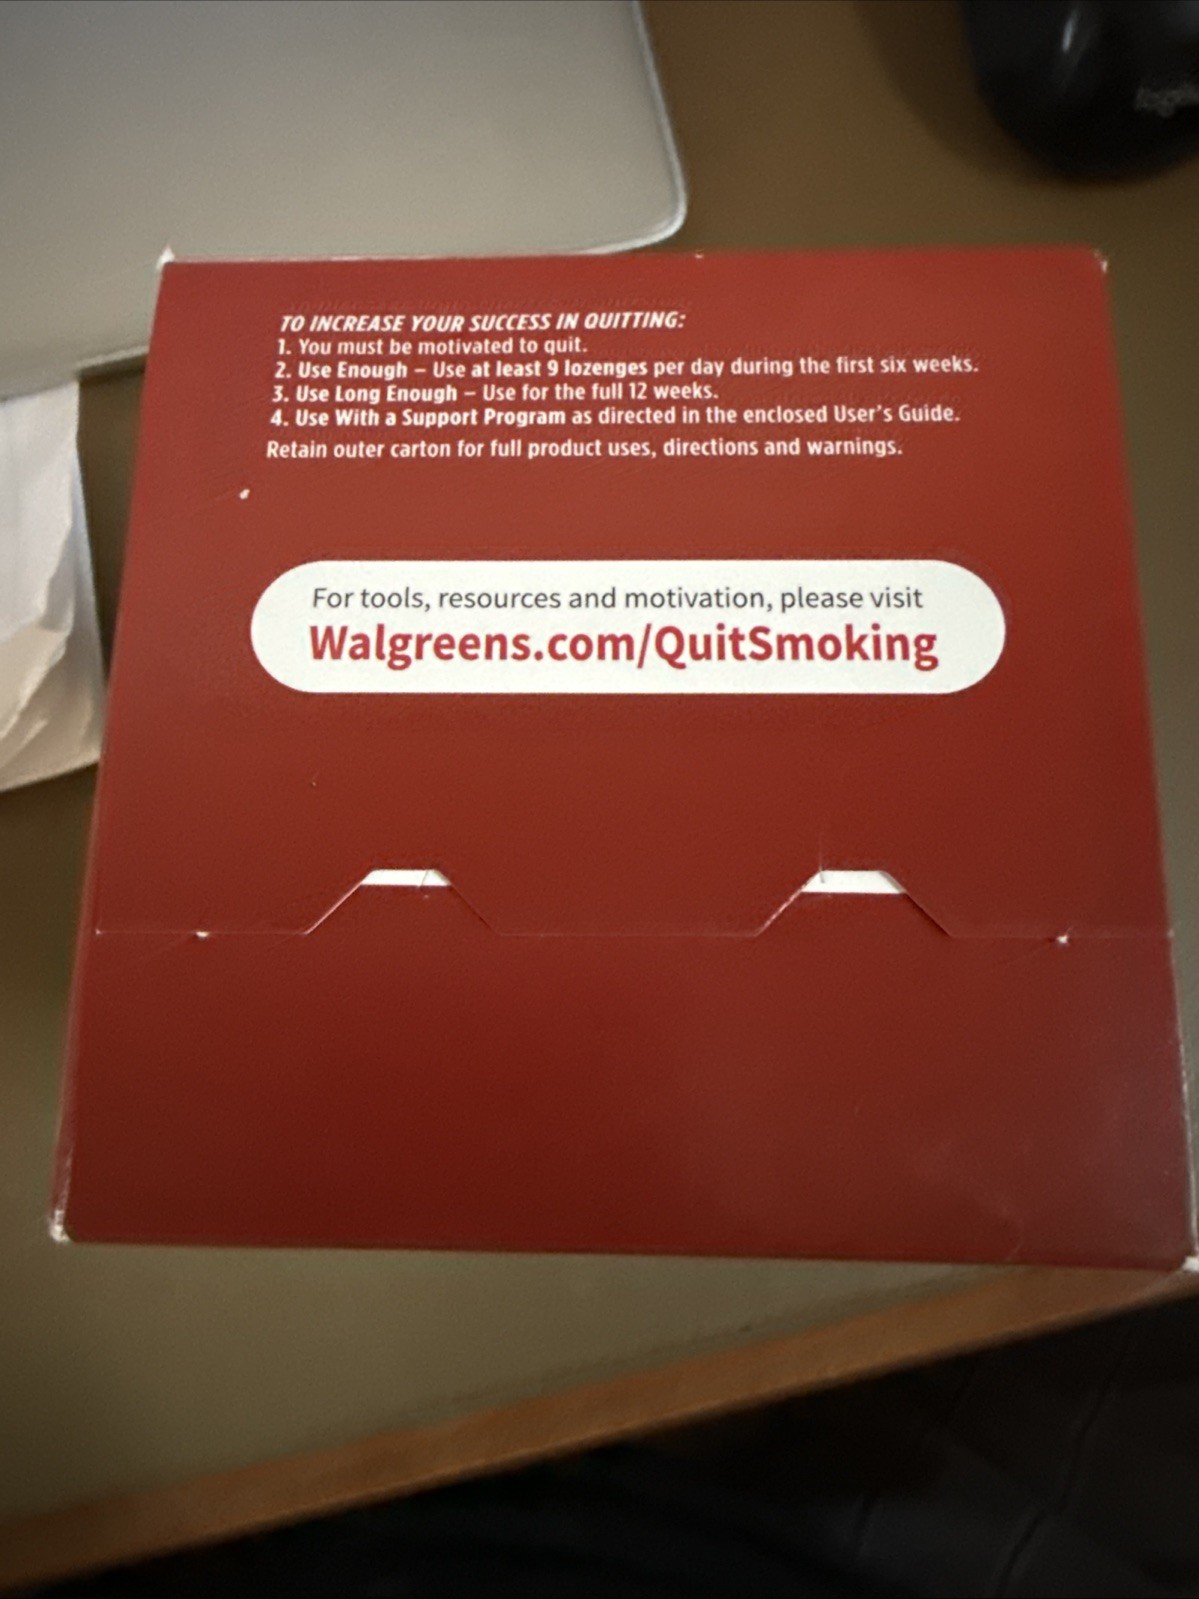 TO INCREASE YOUR SUCCESS IN QUITTING:
1. You must be motivated to quit.
2. Use Enough – Use at least 9 lozenges per day during the first six weeks.
3. Use Long Enough – Use for the full 12 weeks.
4. Use With a Support Program as directed in the enclosed User's Guide.
Retain outer carton for full product uses, directions and warnings.
For tools, resources and motivation, please visit
Walgreens.com/QuitSmoking